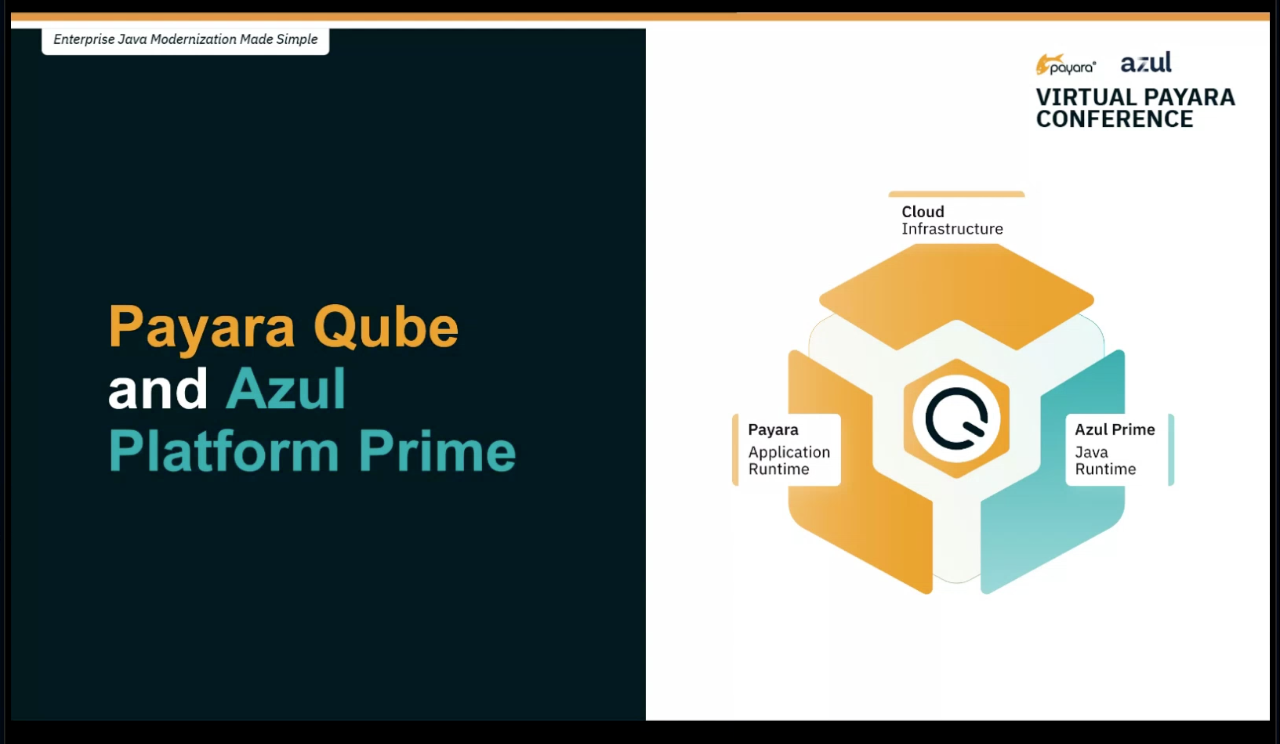 Enterprise Java Modernization Made Simple
payara®
azul
VIRTUAL PAYARA
CONFERENCE
Payara Qube
and Azul
Platform Prime
Cloud
Infrastructure
Payara
Application
Runtime
Azul Prime
Java
Runtime